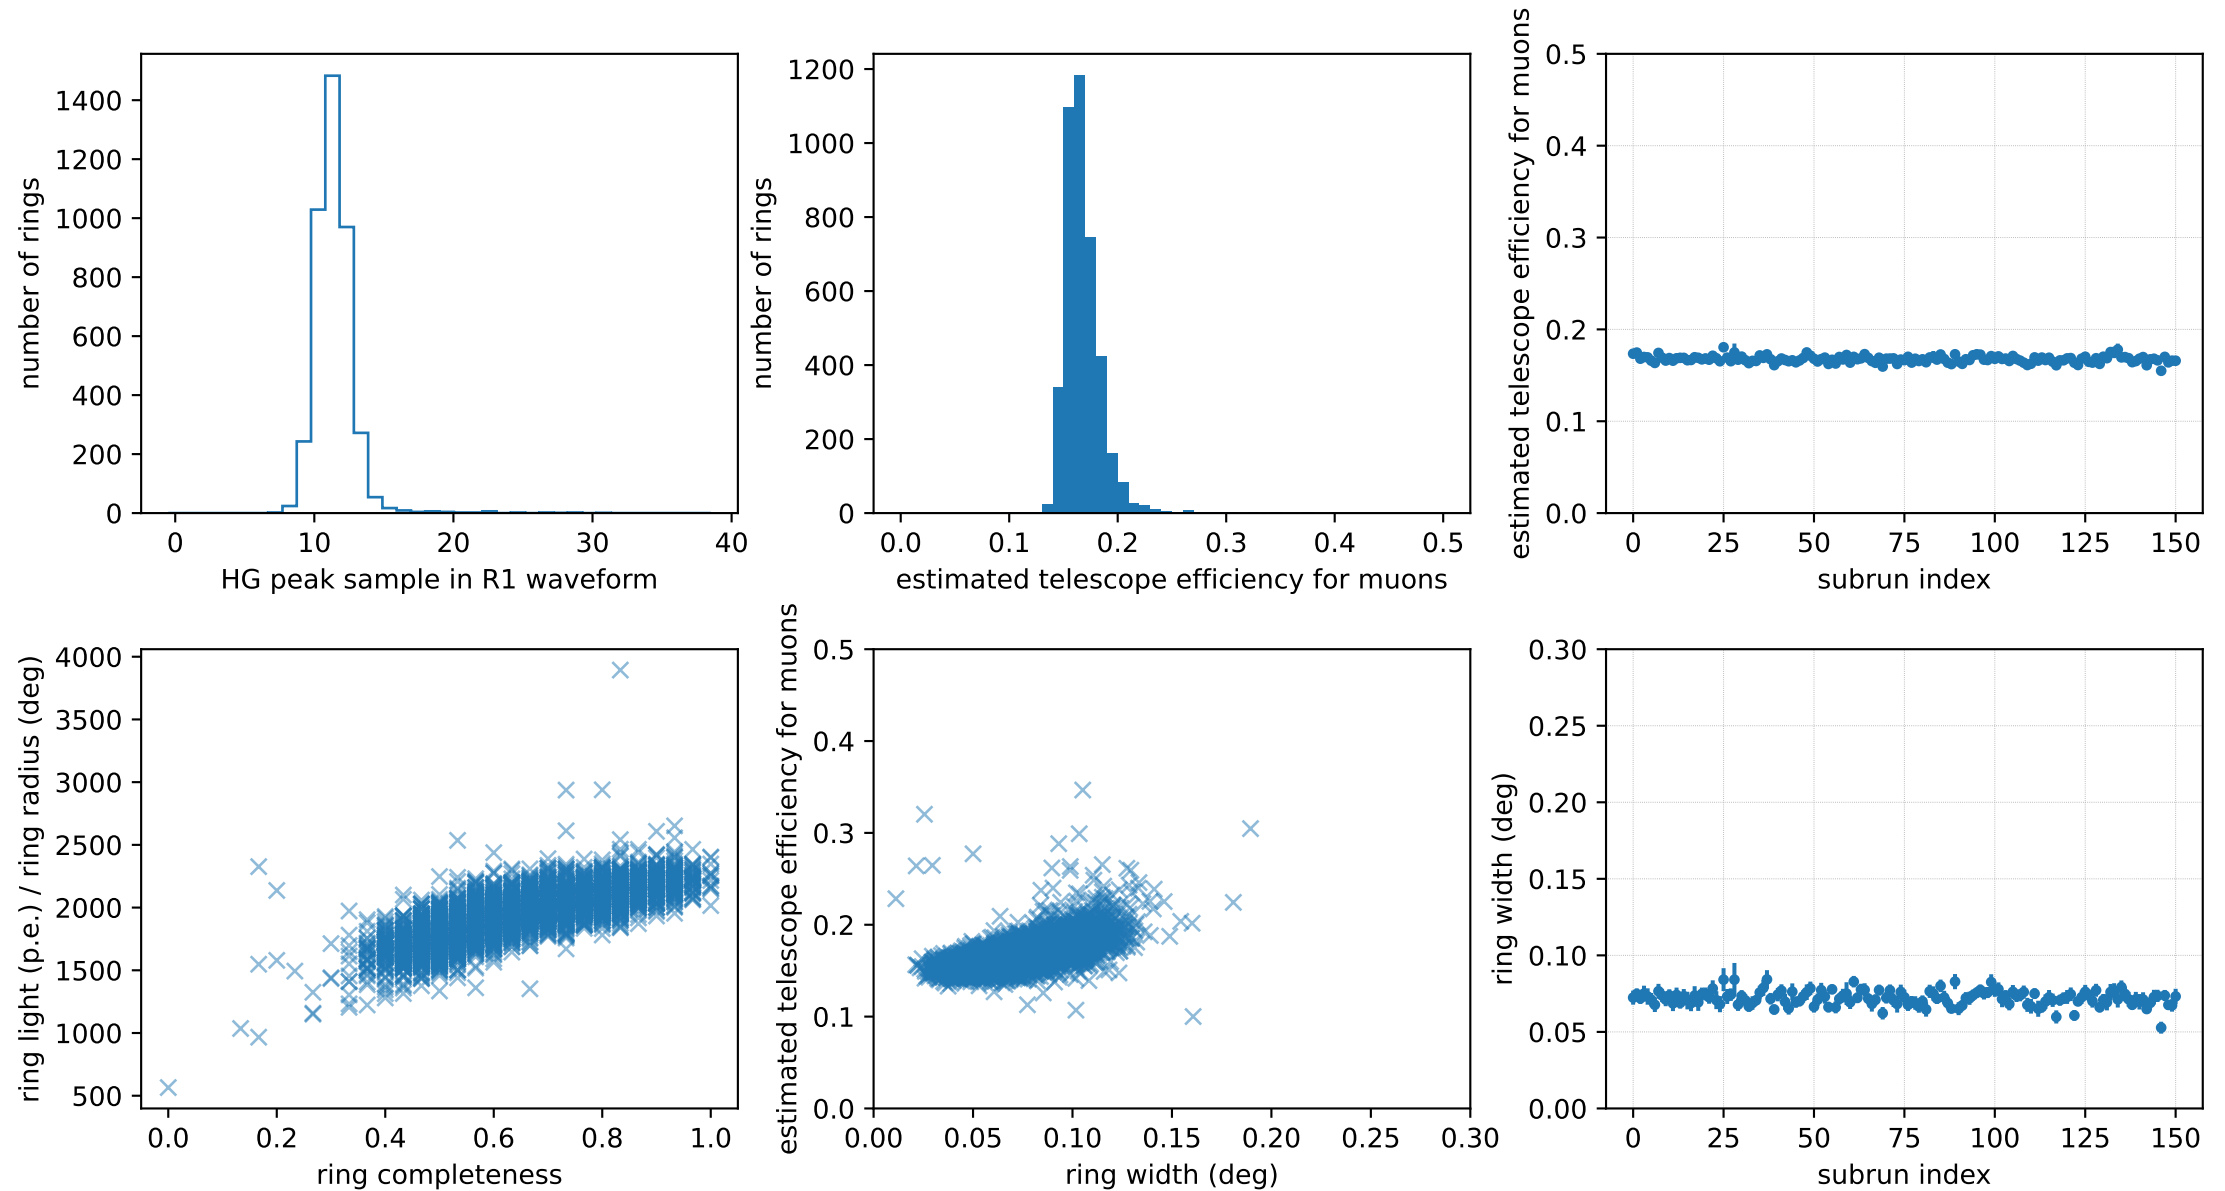 number of rings
1400
1200
1000
800
600
400
200
0
0 10 20 30 40
HG peak sample in R1 waveform
number of rings
1200
1000
800
600
400
200
0
0.0 0.1 0.2 0.3 0.4 0.5
estimated telescope efficiency for muons
estimated telescope efficiency for muons
0.5
0.4
0.3
0.2
0.1
0.0
0 25 50 75 100 125 150
subrun index
ring light (p.e.) / ring radius (deg)
4000
3500
3000
2500
2000
1500
1000
500
0.0 0.2 0.4 0.6 0.8 1.0
ring completeness
estimated telescope efficiency for muons
0.5
0.4
0.3
0.2
0.1
0.0
0.00 0.05 0.10 0.15 0.20 0.25 0.30
ring width (deg)
ring width (deg)
0.30
0.25
0.20
0.15
0.10
0.05
0.00
0 25 50 75 100 125 150
subrun index